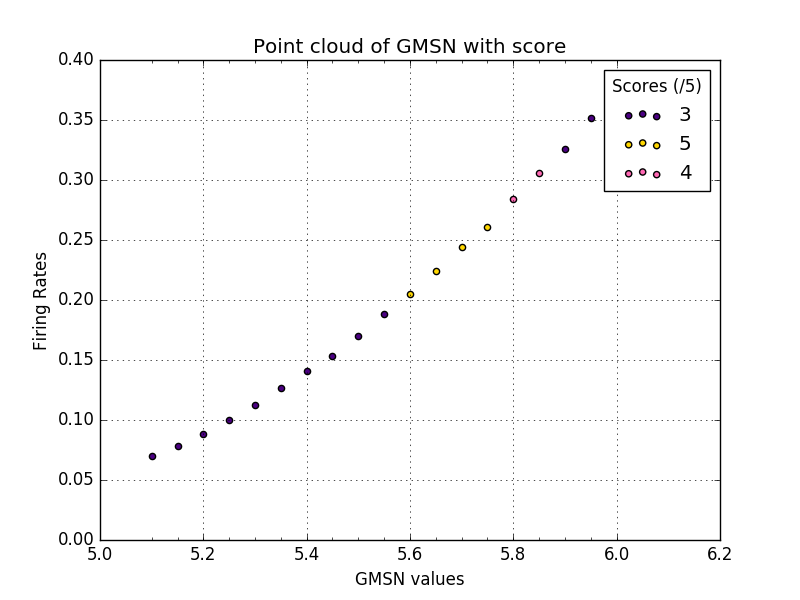 Point cloud of GMSN with score
0.40
0.35
0.30
0.25
0.20
0.15
0.10
0.05
0.00
Firing Rates
Scores (/5)
3
5
4
5.0 5.2 5.4 5.6 5.8 6.0 6.2
GMSN values